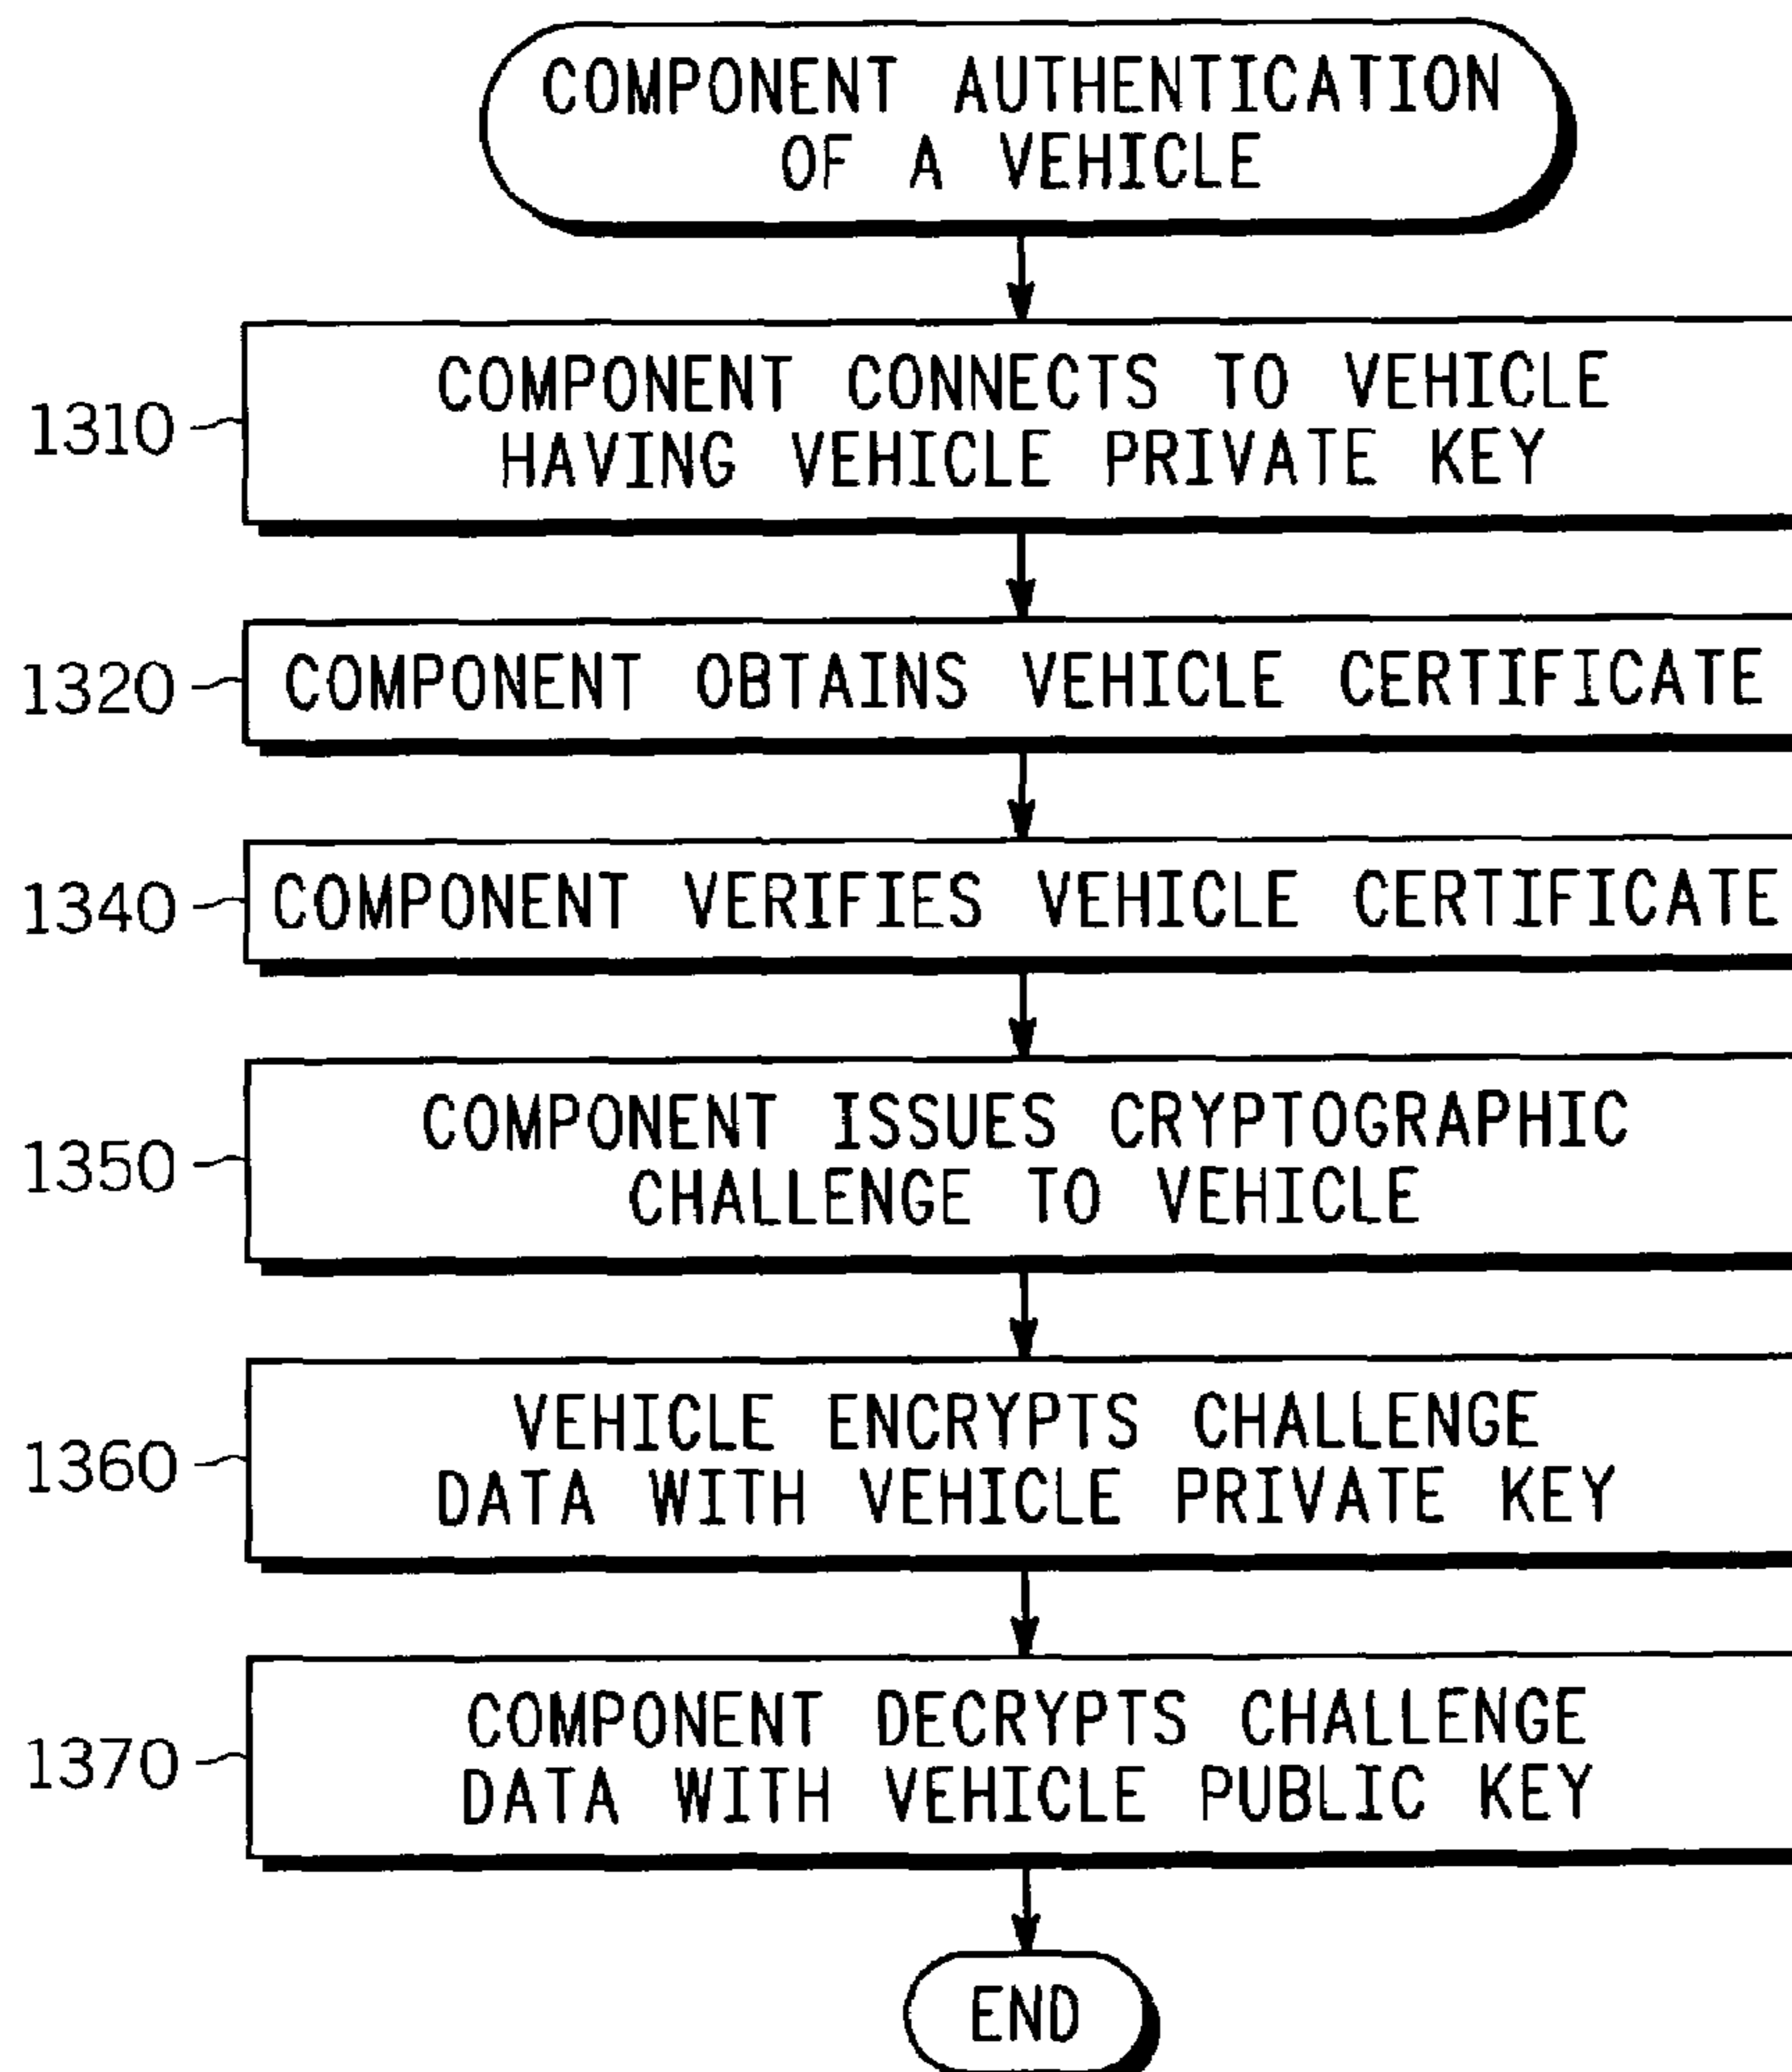 COMPONENT AUTHENTICATION
OF A VEHICLE
1310
COMPONENT CONNECTS TO VEHICLE
HAVING VEHICLE PRIVATE KEY
1320
COMPONENT OBTAINS VEHICLE CERTIFICATE
1340
COMPONENT VERIFIES VEHICLE CERTIFICATE
1350
COMPONENT ISSUES CRYPTOGRAPHIC
CHALLENGE TO VEHICLE
1360
VEHICLE ENCRYPTS CHALLENGE
DATA WITH VEHICLE PRIVATE KEY
1370
COMPONENT DECRYPTS CHALLENGE
DATA WITH VEHICLE PUBLIC KEY
END